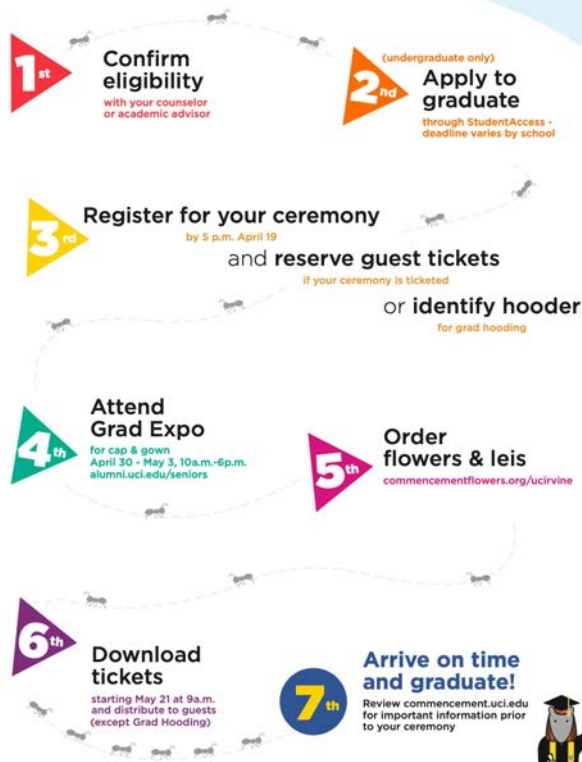 1st
Confirm
eligibility
with your counselor
or academic advisor
2nd
(undergraduate only)
Apply to
graduate
through StudentAccess -
deadline varies by school
3rd
Register for your ceremony
by 5 p.m. April 19
and reserve guest tickets
if your ceremony is ticketed
or identify hooder
for grad hooding
4th
Attend
Grad Expo
for cap & gown
April 30 - May 3, 10a.m.-6p.m.
alumni.uci.edu/seniors
5th
Order
flowers & leis
commencementflowers.org/ucirvine
6th
Download
tickets
starting May 21 at 9a.m.
and distribute to guests
(except Grad Hooding)
7th
Arrive on time
and graduate!
Review commencement.uci.edu
for important information prior
to your ceremony